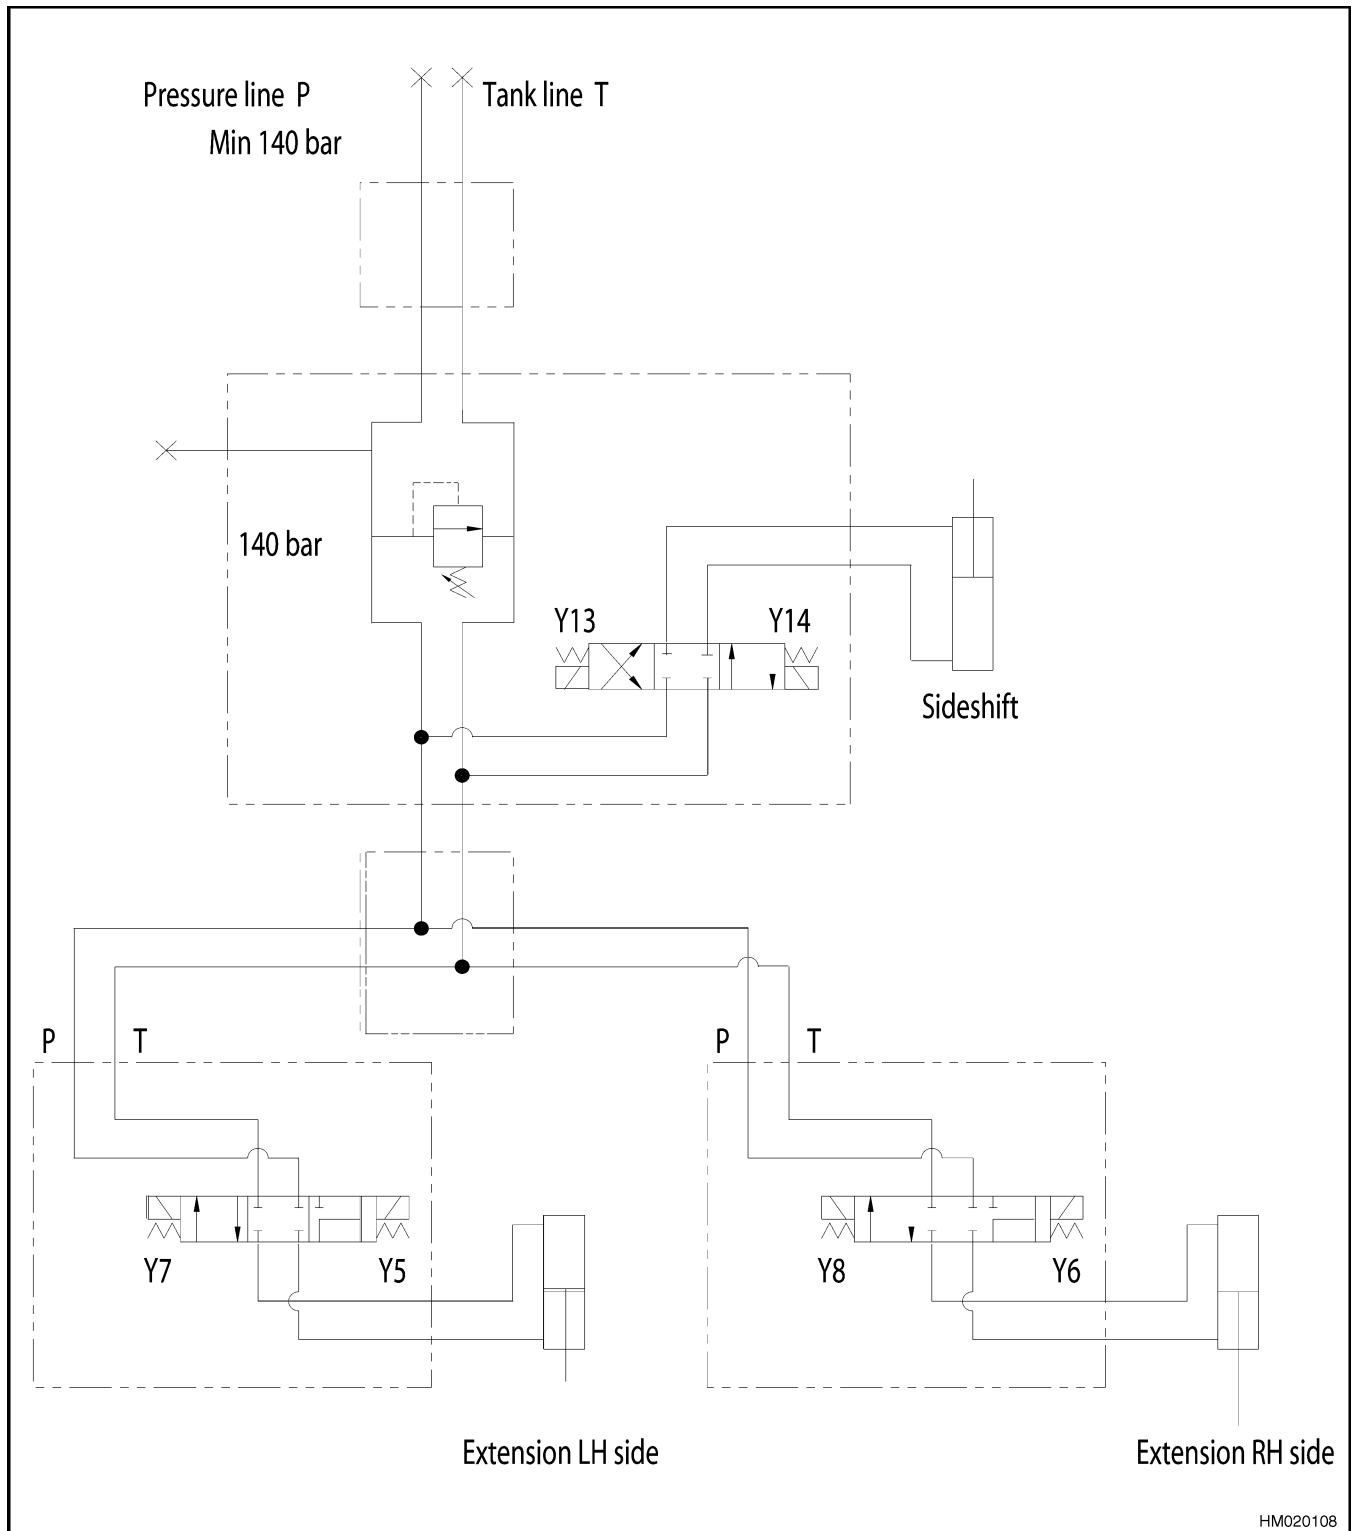 Pressure line P
Tank line T
Min 140 bar
140 bar
Y13
Y14
Sideshift
P
T
P
T
Y7
Y5
Y8
Y6
Extension LH side
Extension RH side
HM020108